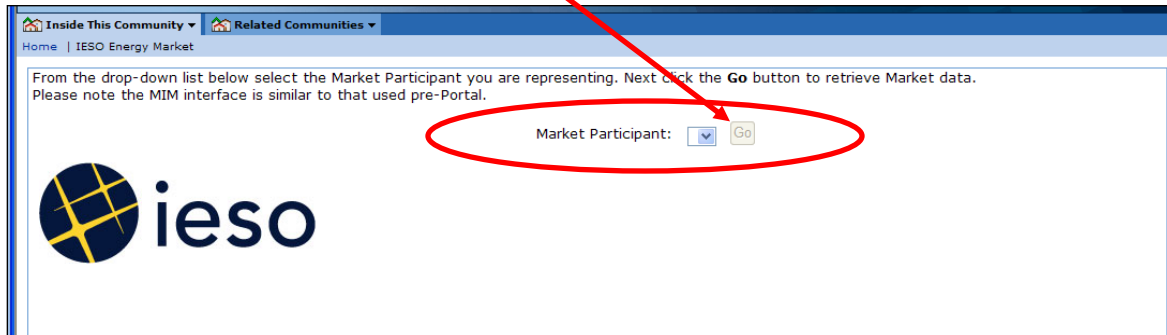 Inside This Community Related Communities
Home | IESO Energy Market
From the drop-down list below select the Market Participant you are representing. Next click the Go button to retrieve Market data.
Please note the MIM interface is similar to that used pre-Portal.
Market Participant: Go
ieso